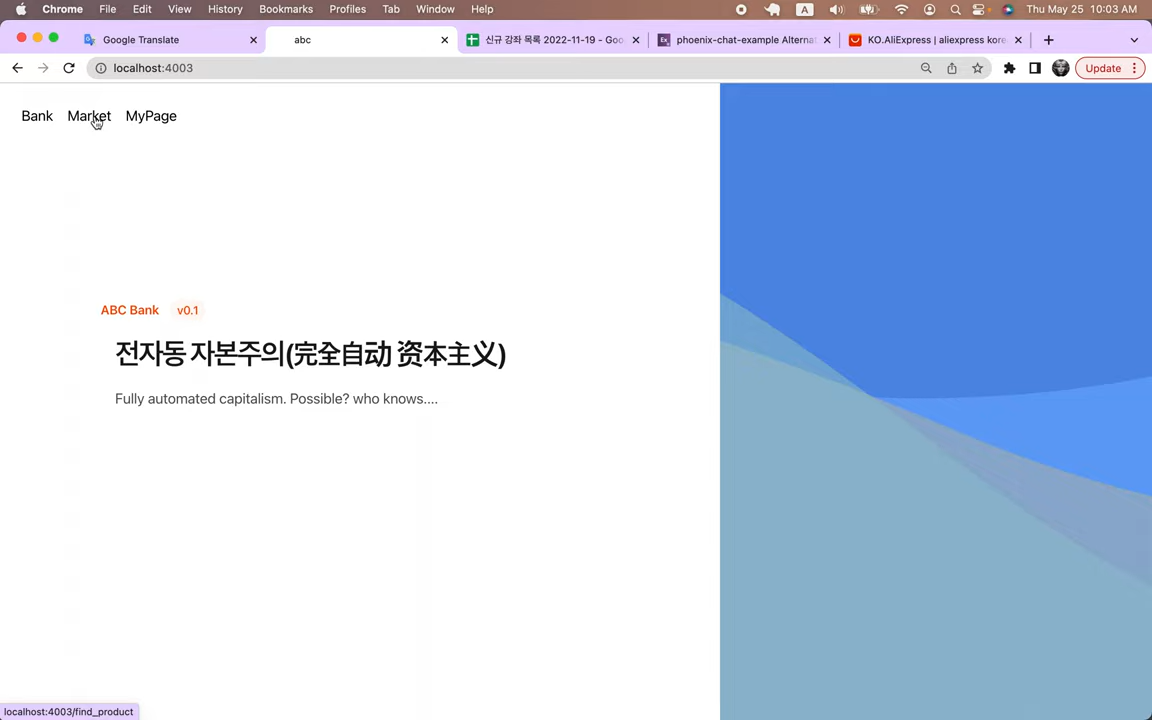 Chrome File Edit View History Bookmarks Profiles Tab Window Help A Thu May 25 10:03 AM
Google Translate abc 신규 강좌 목록 2022-11-19 - Goo Ex phoenix-chat-example Alterna KO.AliExpress | aliexpress kore
localhost:4003 Update
Bank Market MyPage
ABC Bank v0.1
전자동 자본주의(完全自动 资本主义)
Fully automated capitalism. Possible? who knows....
localhost:4003/find_product